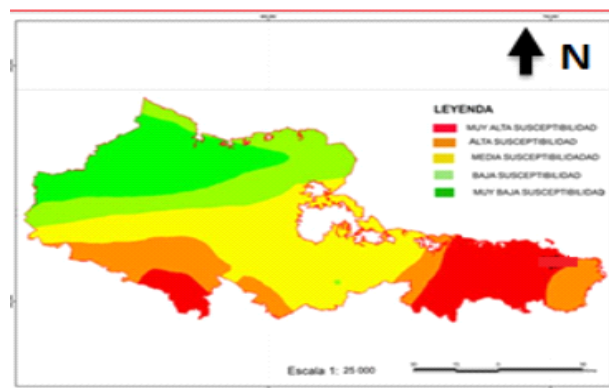 N
LEYENDA
MUY ALTA SUSCEPTIBILIDAD
ALTA SUSCEPTIBILIDAD
MEDIA SUSCEPTIBILIDADAD
BAJA SUSCEPTIBILIDAD
MUY BAJA SUSCEPTIBILIDAD
Escala 1: 25 000